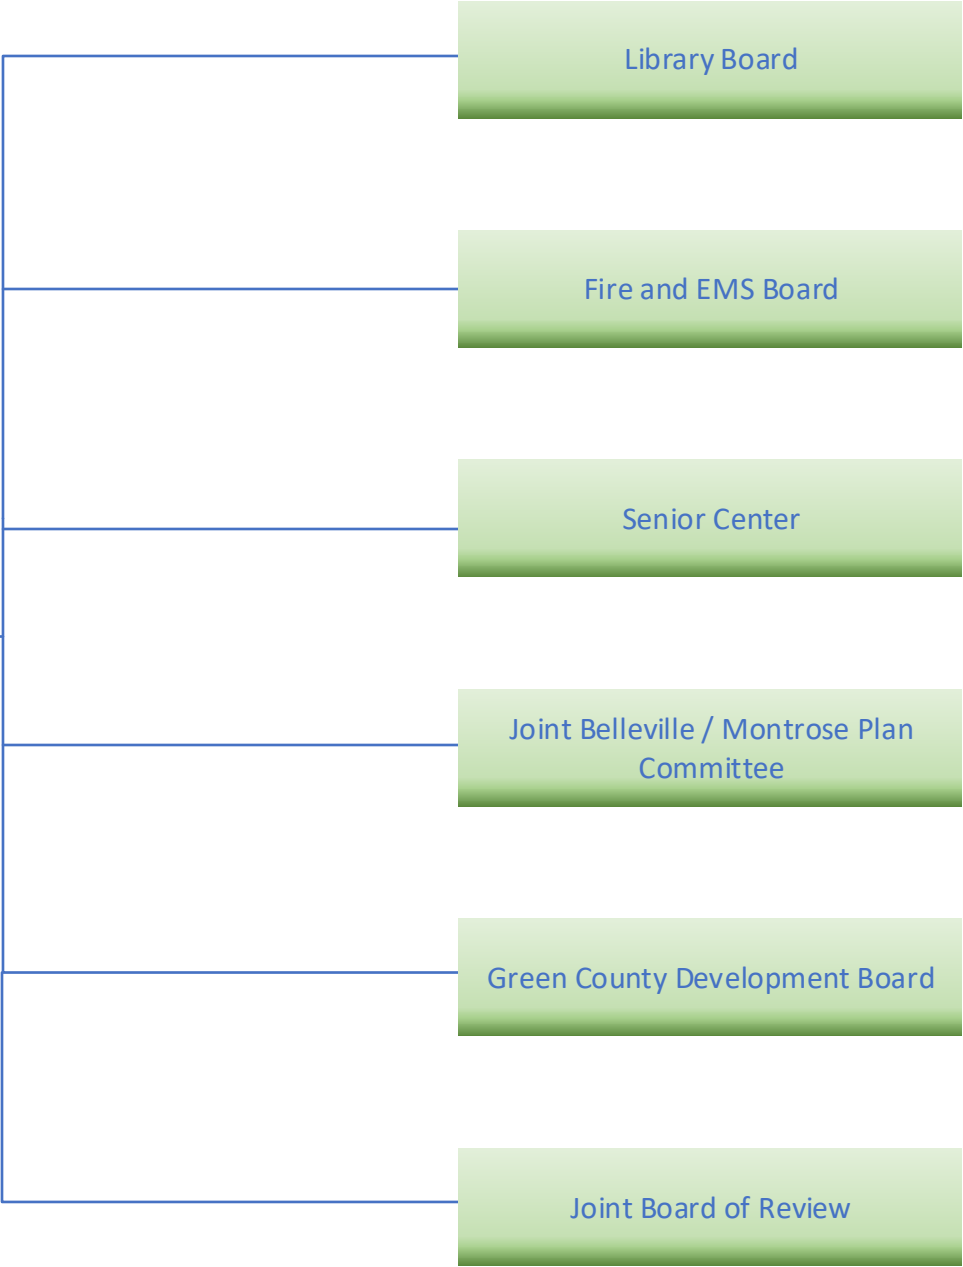 Library Board
Fire and EMS Board
Senior Center
Joint Belleville / Montrose Plan
Committee
Green County Development Board
Joint Board of Review